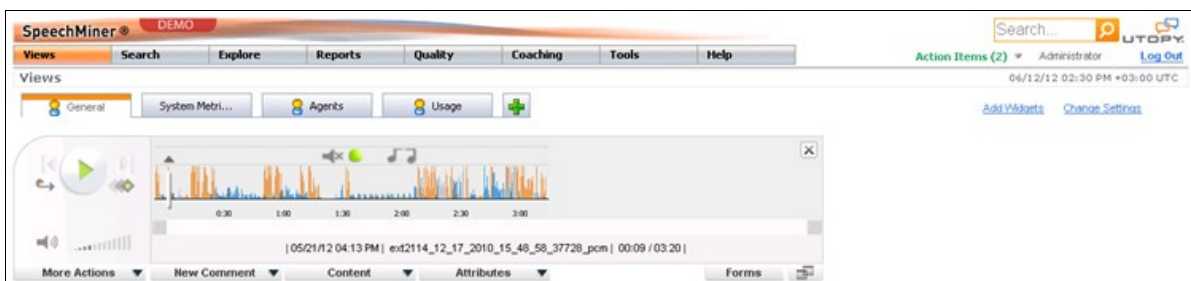 SpeechMiner ® DEMO Search... UTOPY.
Views Search Explore Reports Quality Coaching Tools Help Action Items (2) Administrator Log Out
Views 06/12/12 02:30 PM +03:00 UTC
General System Metri... Agents Usage Add Widgets Change Settings
0:30 1:00 1:30 2:00 2:30 3:00
| 05/21/12 04:13 PM | ext2114_12_17_2010_15_48_58_37728_pcm | 00:09 / 03:20 |
More Actions New Comment Content Attributes Forms